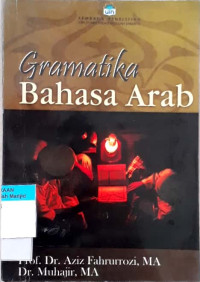 Gramatika
Bahasa Arab
Prof. Dr. Aziz Fahrurrozi, MA
Dr. Muhajir, MA